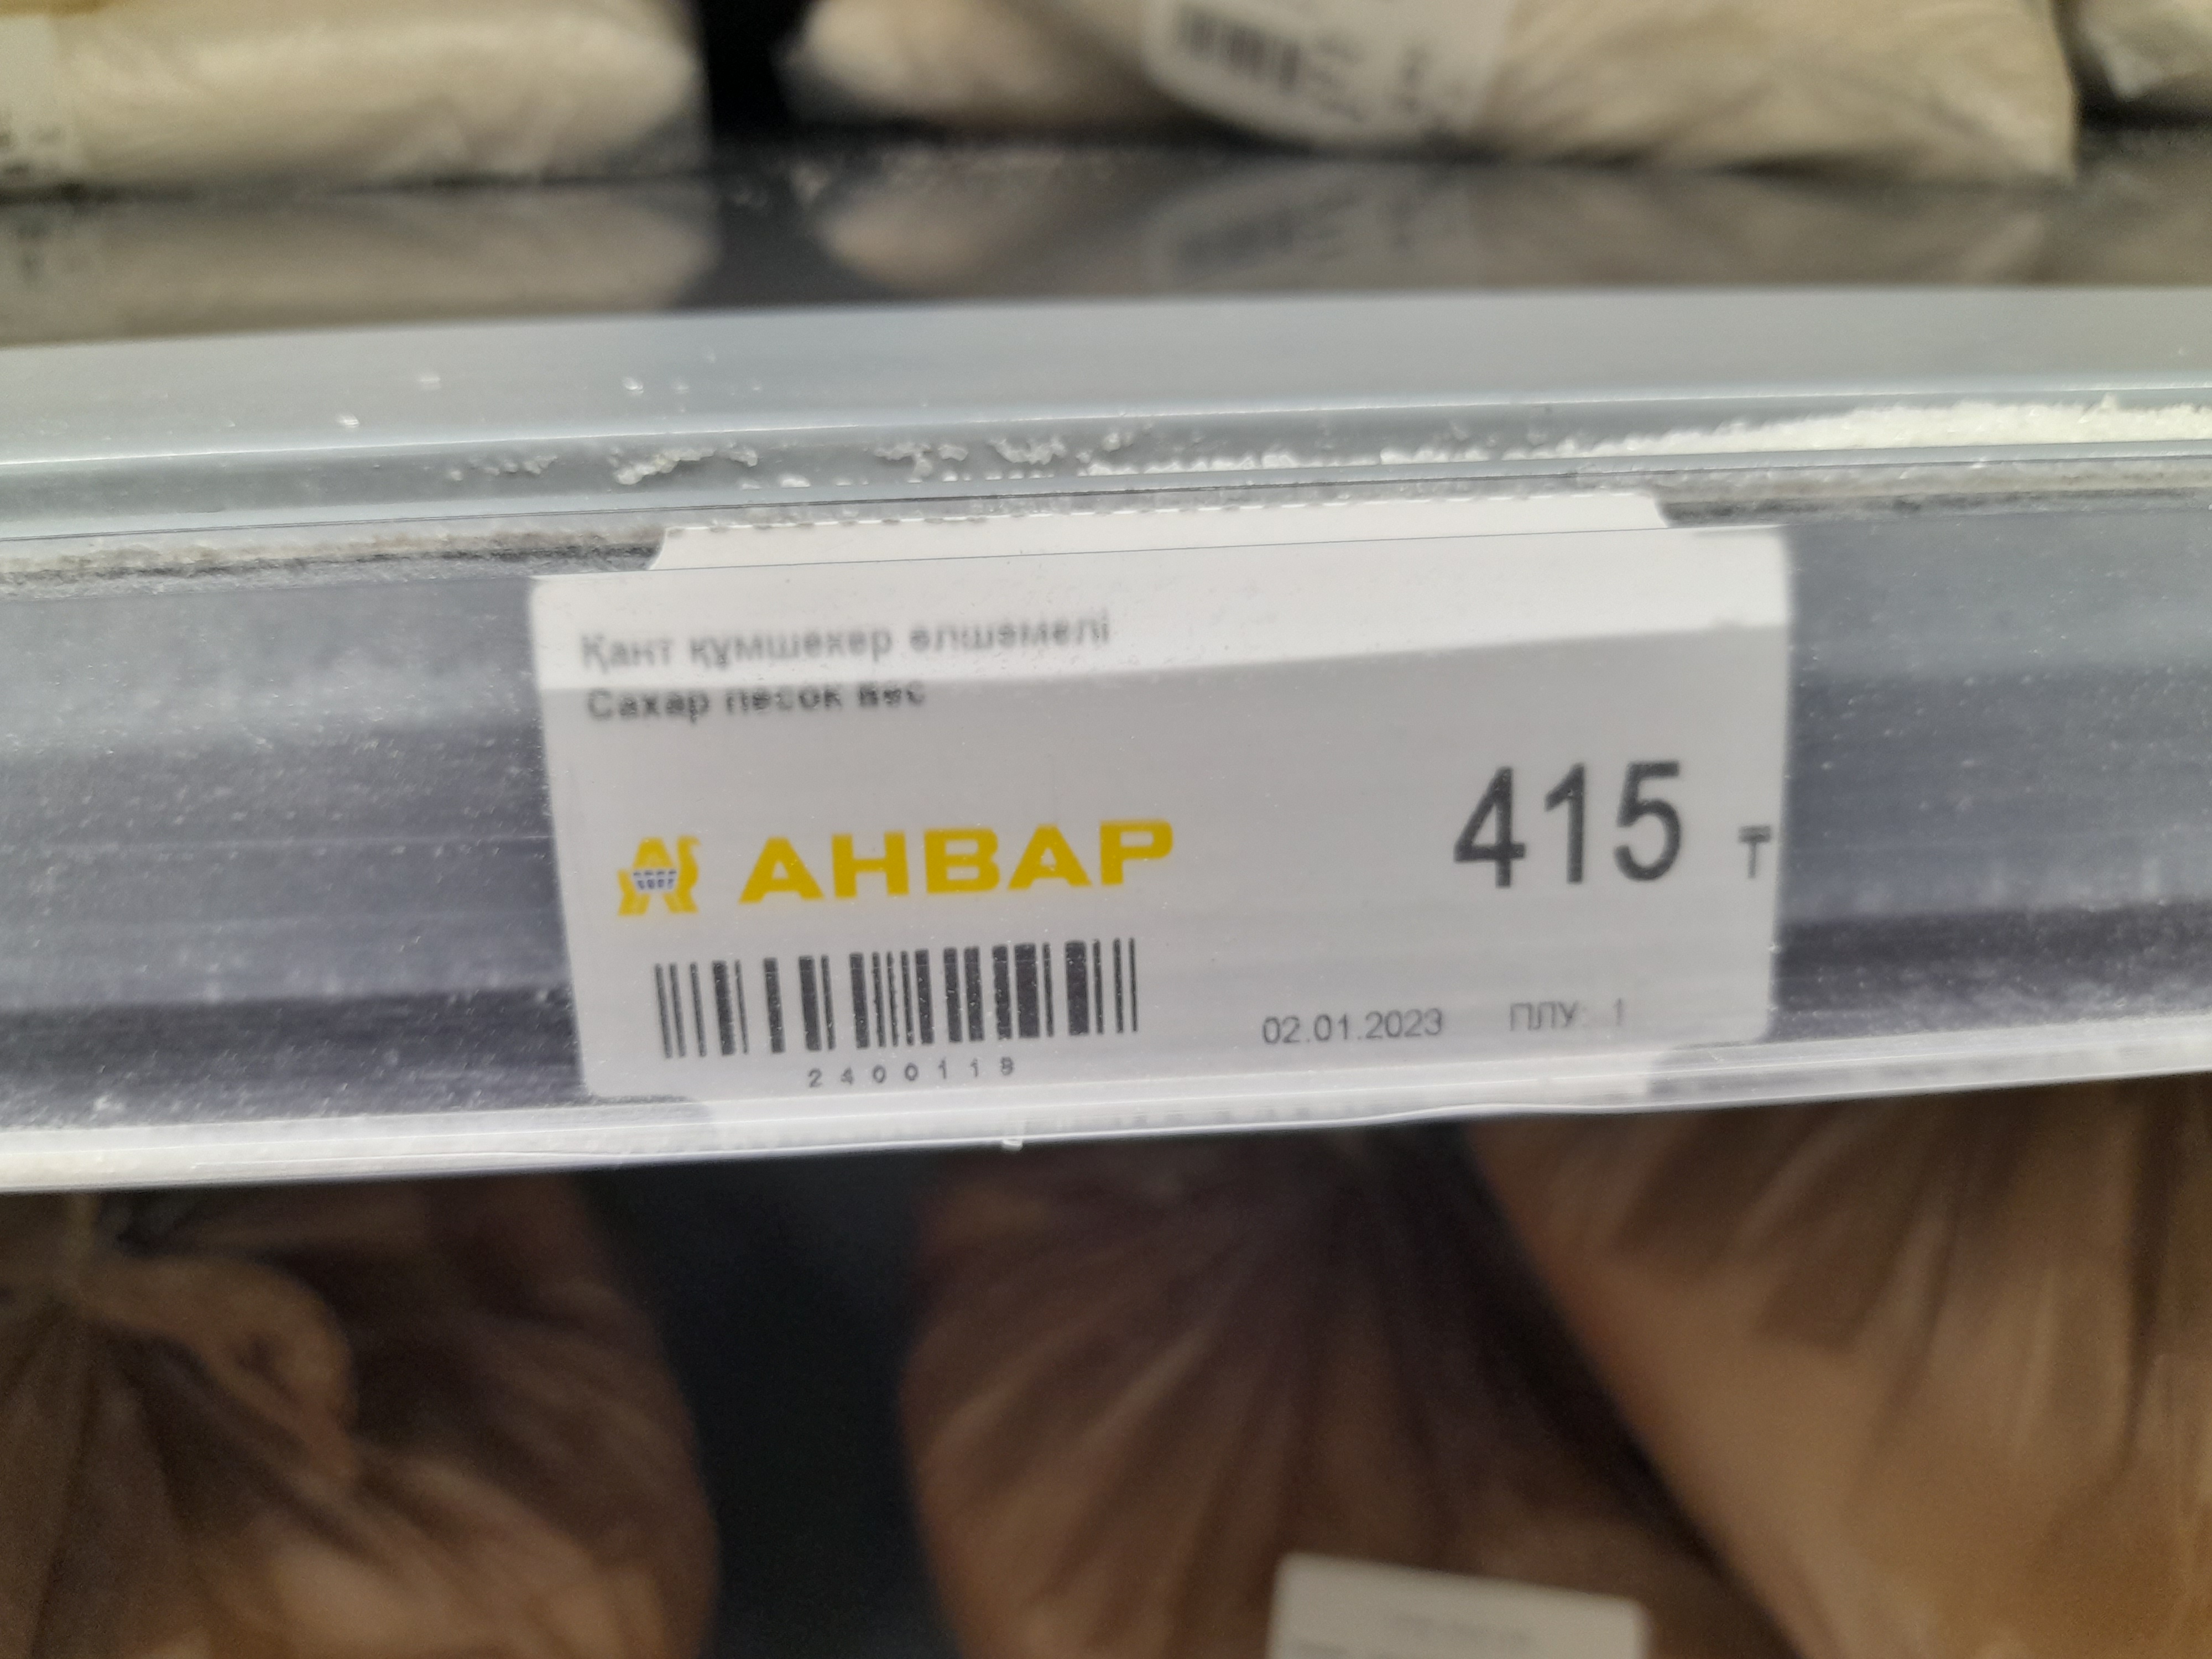 Қант құмшекер өлшемелі
Сахар песок вес
АНВАР
415 ₸
02.01.2023 ПЛУ: 1
2400118